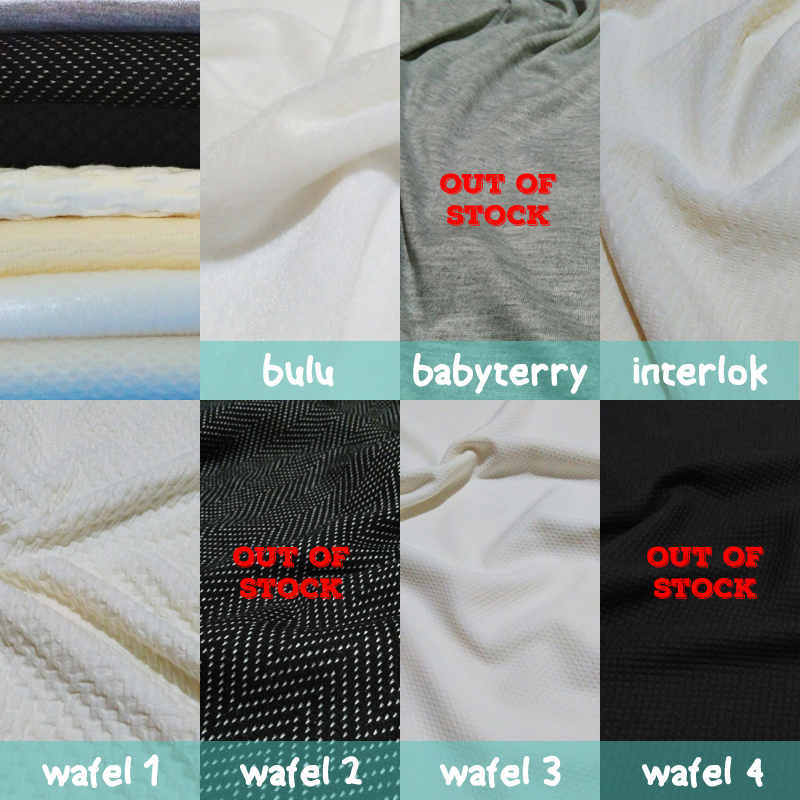 OUT OF
STOCK
bulu
babyterry
interlok
OUT OF
STOCK
OUT OF
STOCK
wafel 1
wafel 2
wafel 3
wafel 4